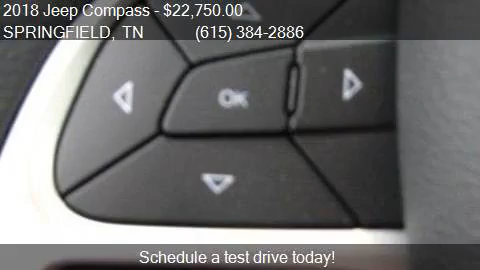 2018 Jeep Compass - $22,750.00
SPRINGFIELD, TN (615) 384-2886
OK
Schedule a test drive today!